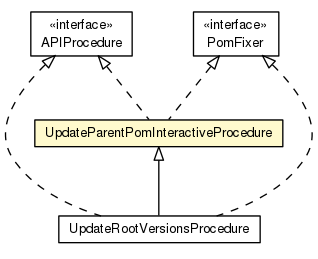 «interface»
APIProcedure
«interface»
PomFixer
UpdateParentPomInteractiveProcedure
UpdateRootVersionsProcedure